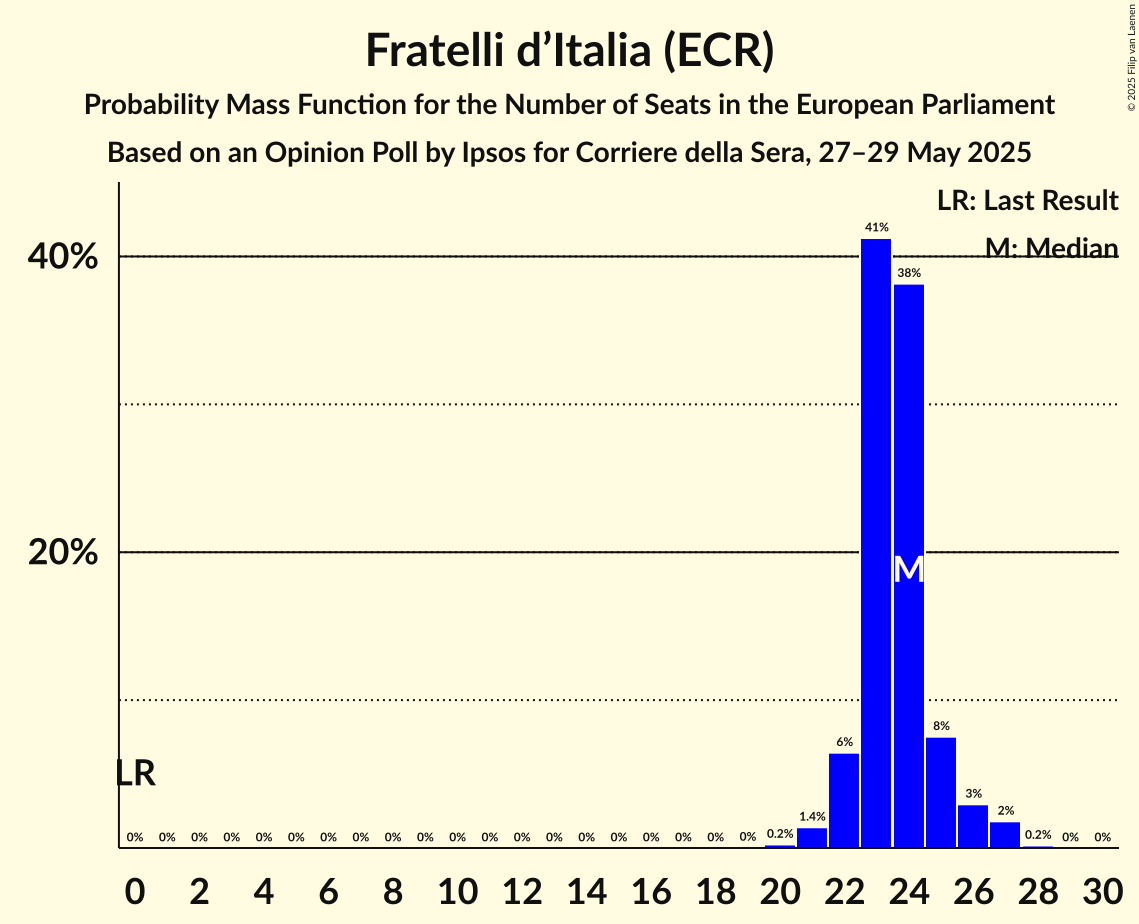 Fratelli d’Italia (ECR)
Probability Mass Function for the Number of Seats in the European Parliament
Based on an Opinion Poll by Ipsos for Corriere della Sera, 27–29 May 2025
© 2025 Filip van Laenen
LR: Last Result
M: Median
40%
20%
41%
38%
M
8%
6%
3%
2%
1.4%
0.2%
0.2%
LR
0% 0% 0% 0% 0% 0% 0% 0% 0% 0% 0% 0% 0% 0% 0% 0% 0% 0% 0% 0% 0% 0%
0 2 4 6 8 10 12 14 16 18 20 22 24 26 28 30